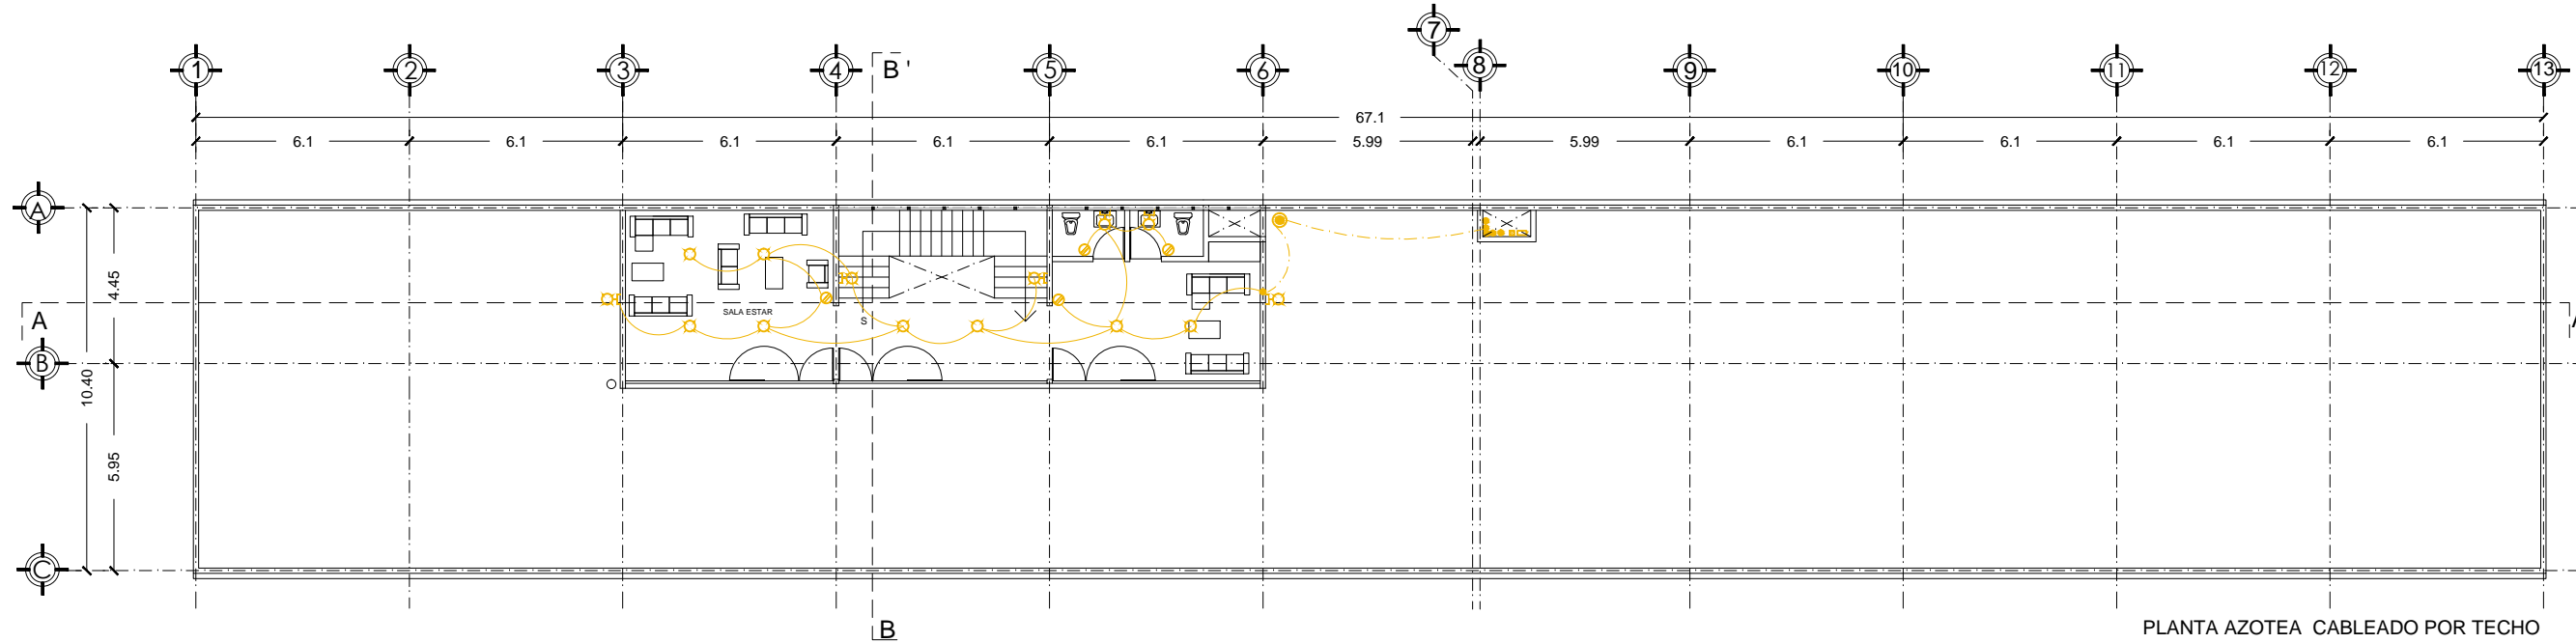 7
1 2 3 4 B ' 5 6 8 9 10 11 12 13
67.1
6.1 6.1 6.1 6.1 6.1 5.99 5.99 6.1 6.1 6.1 6.1
A
4.45
SALA ESTAR
S
A A
B
10.40
5.95
C
B
PLANTA AZOTEA CABLEADO POR TECHO